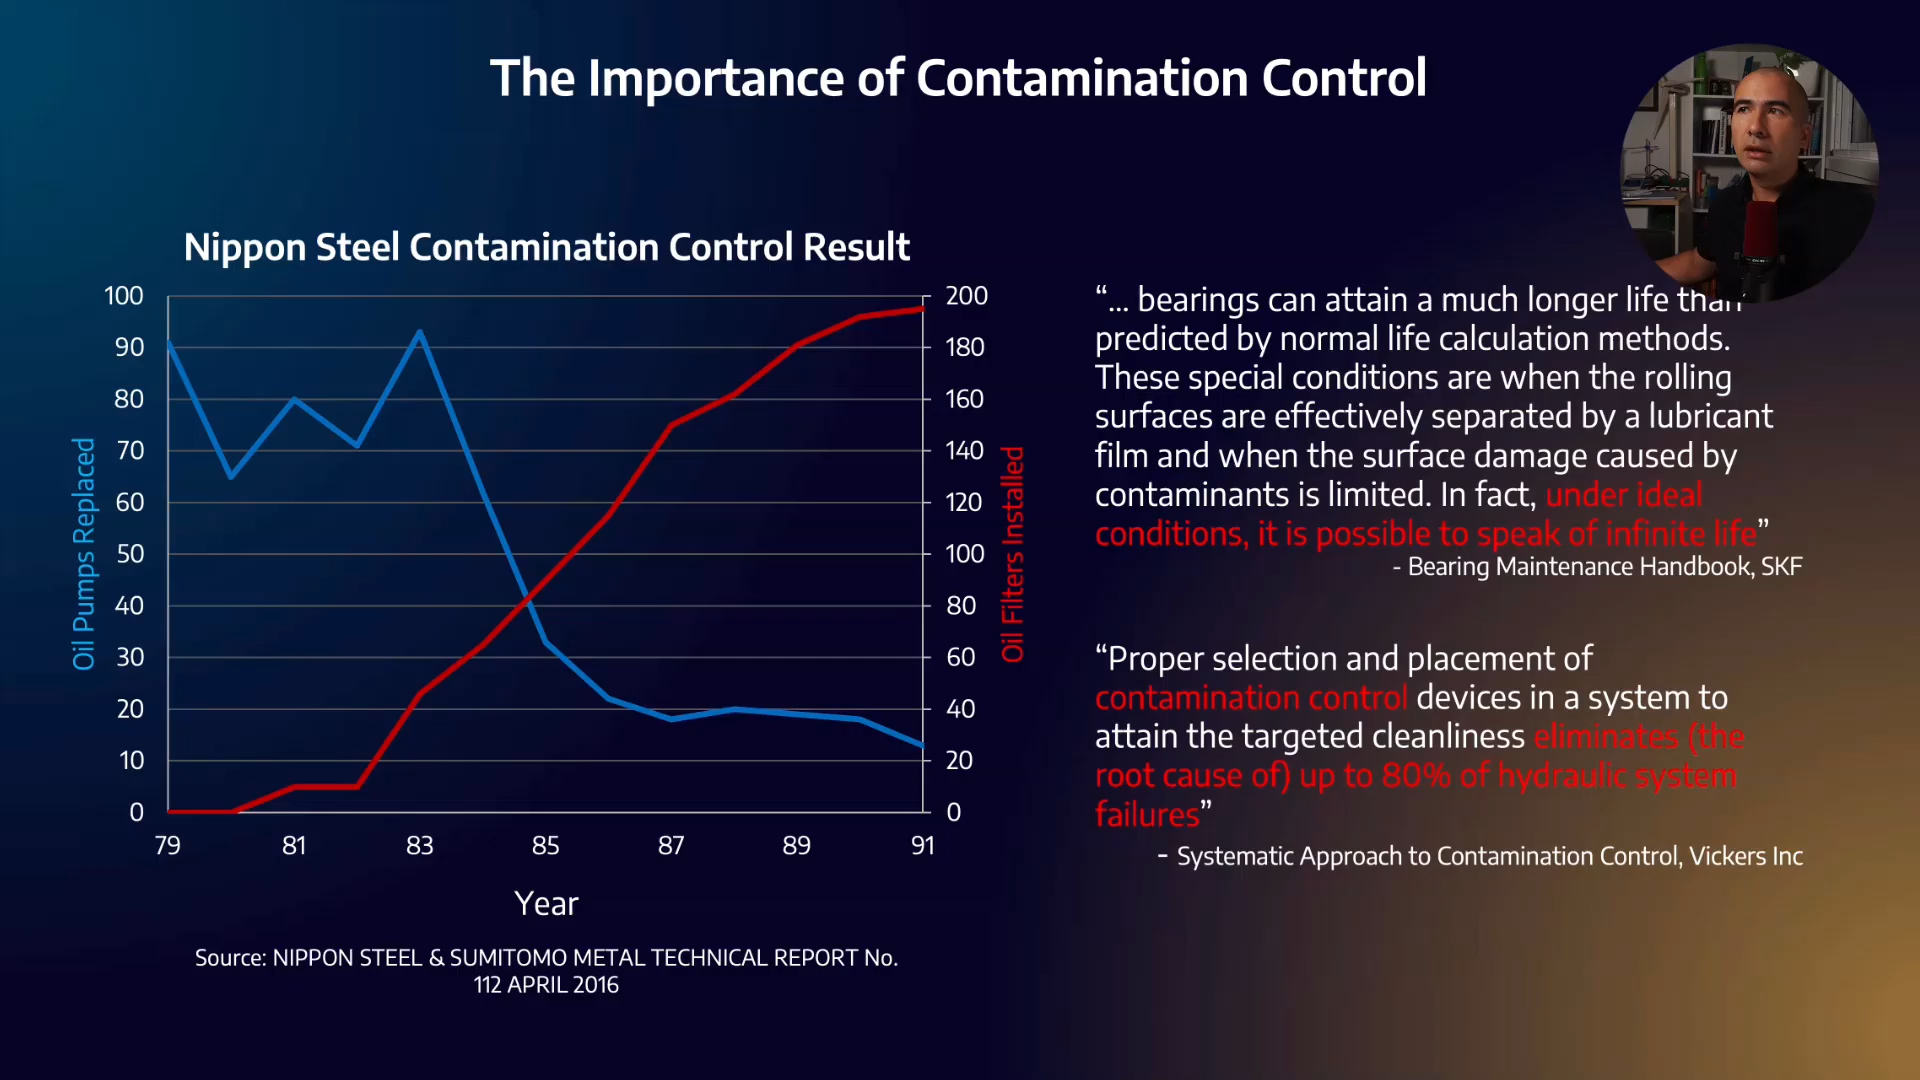 The Importance of Contamination Control
Nippon Steel Contamination Control Result
100
90
80
70
60
50
40
30
20
10
0
Oil Pumps Replaced
200
180
160
140
120
100
80
60
40
20
0
Oil Filters Installed
79
81
83
85
87
89
91
Year
Source: NIPPON STEEL & SUMITOMO METAL TECHNICAL REPORT No.
112 APRIL 2016
“... bearings can attain a much longer life than
predicted by normal life calculation methods.
These special conditions are when the rolling
surfaces are effectively separated by a lubricant
film and when the surface damage caused by
contaminants is limited. In fact, under ideal
conditions, it is possible to speak of infinite life”
- Bearing Maintenance Handbook, SKF
“Proper selection and placement of
contamination control devices in a system to
attain the targeted cleanliness eliminates (the
root cause of) up to 80% of hydraulic system
failures”
- Systematic Approach to Contamination Control, Vickers Inc